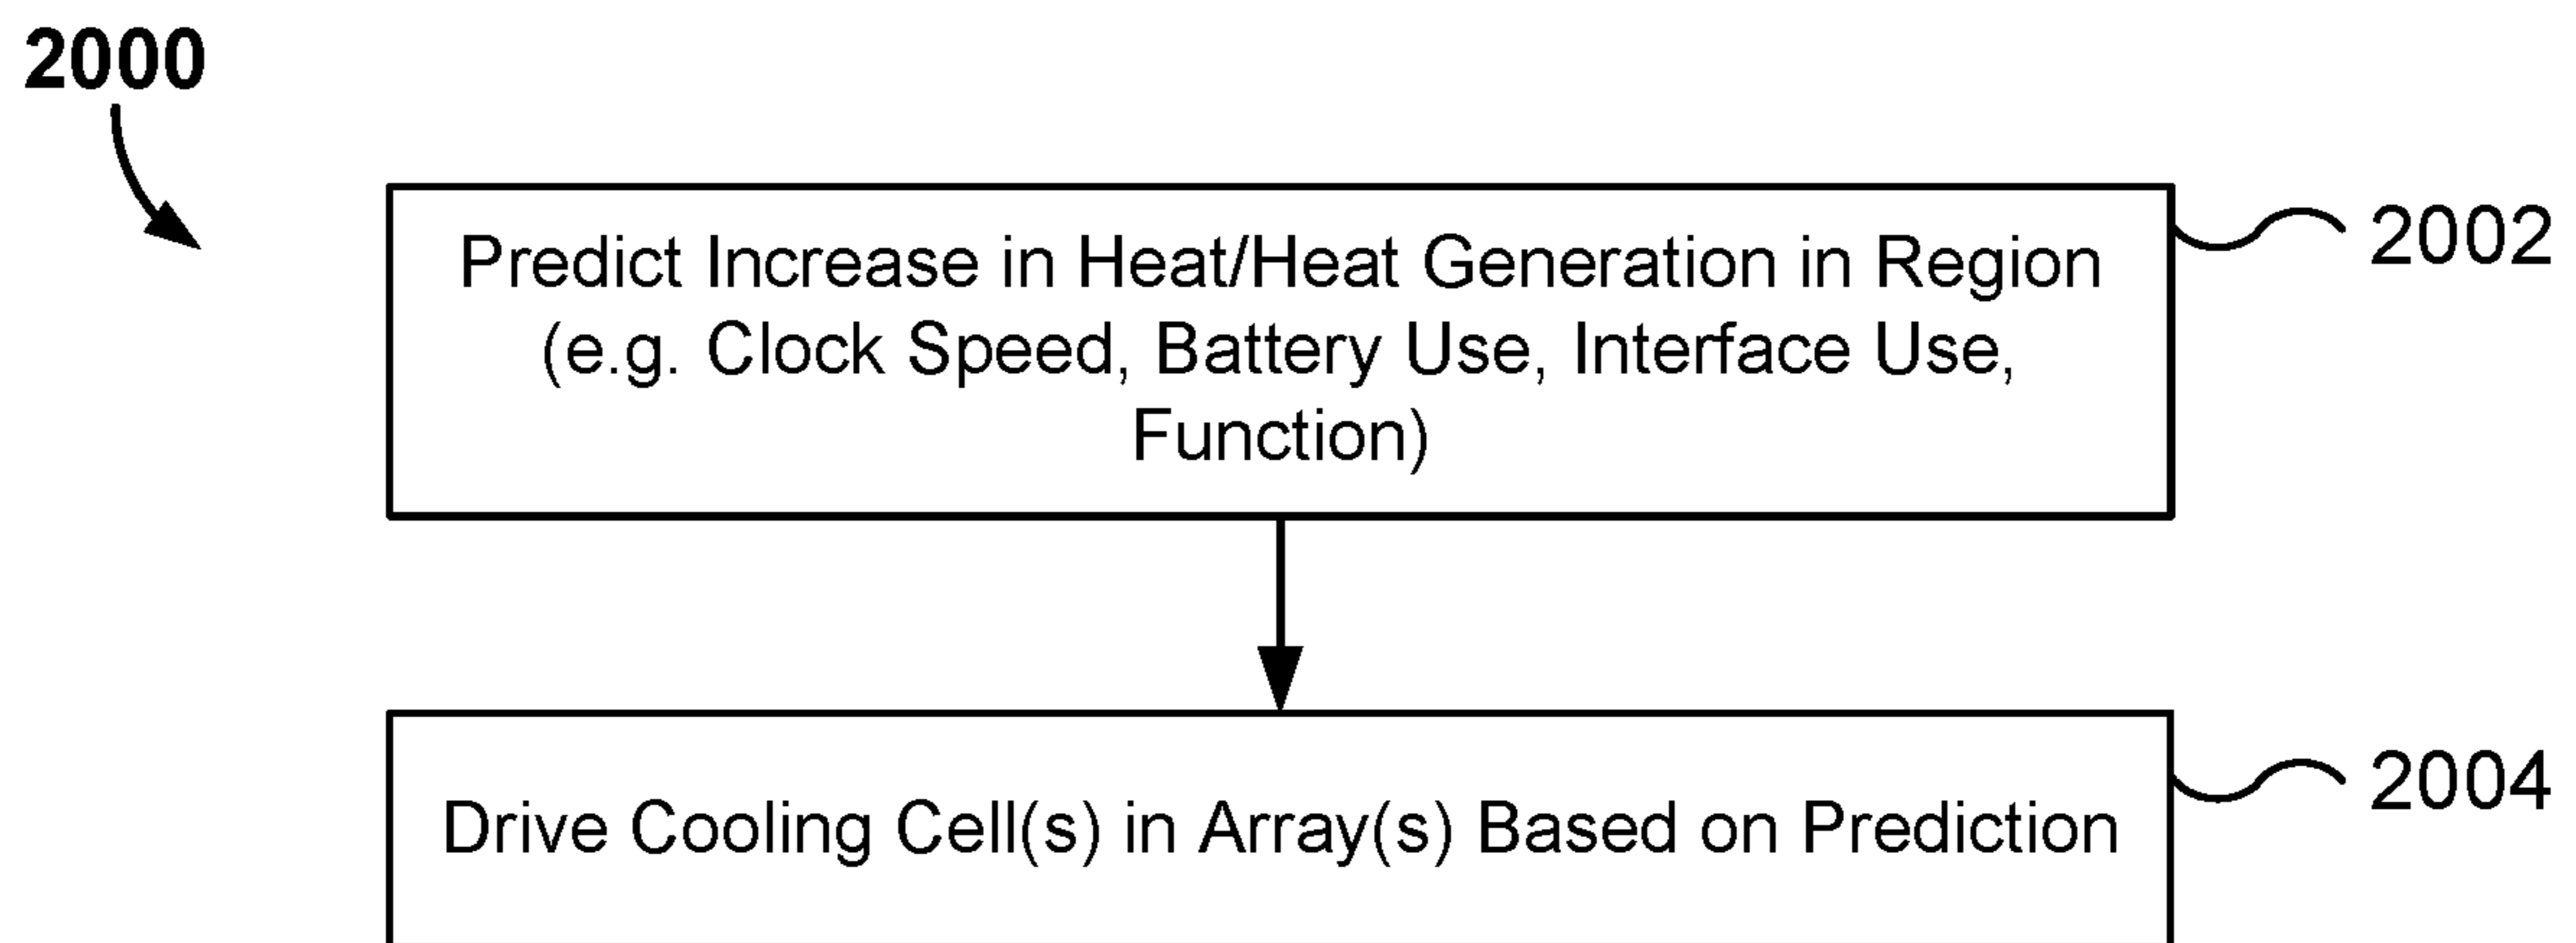 2000
Predict Increase in Heat/Heat Generation in Region
(e.g. Clock Speed, Battery Use, Interface Use,
Function)
2002
Drive Cooling Cell(s) in Array(s) Based on Prediction
2004